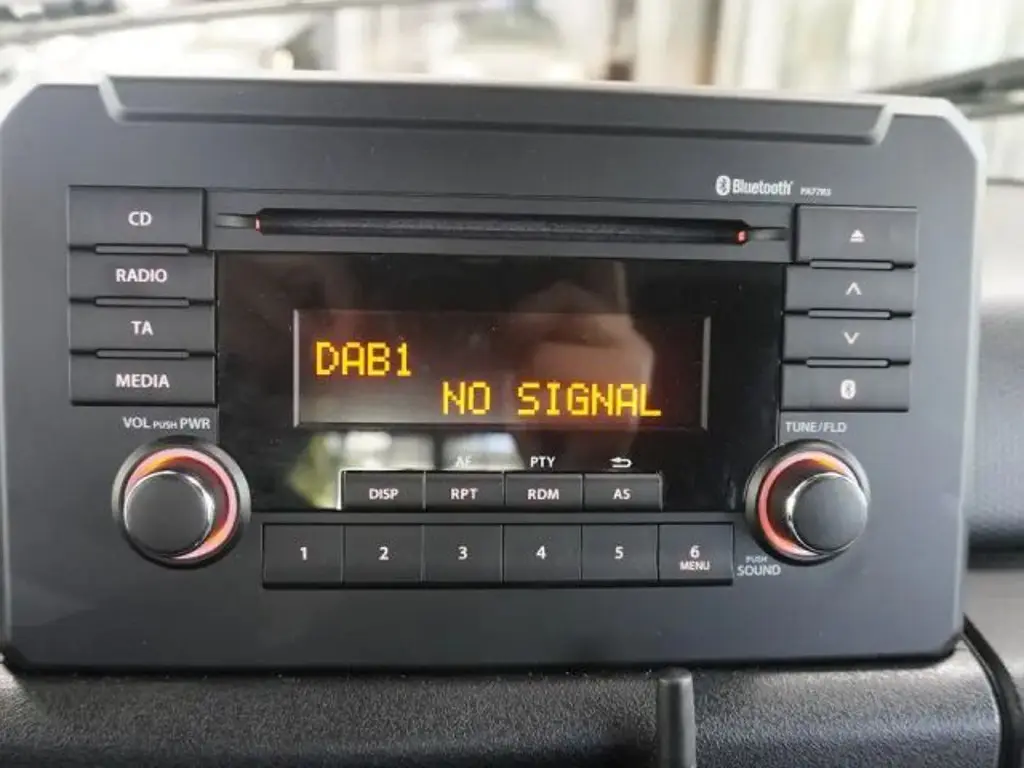 Bluetooth
CD
RADIO
TA
MEDIA
DAB1
NO SIGNAL
VOL PUSH PWR
TUNE/FLD
AF PTY
DISP RPT RDM AS
1 2 3 4 5 6
MENU
PUSH
SOUND